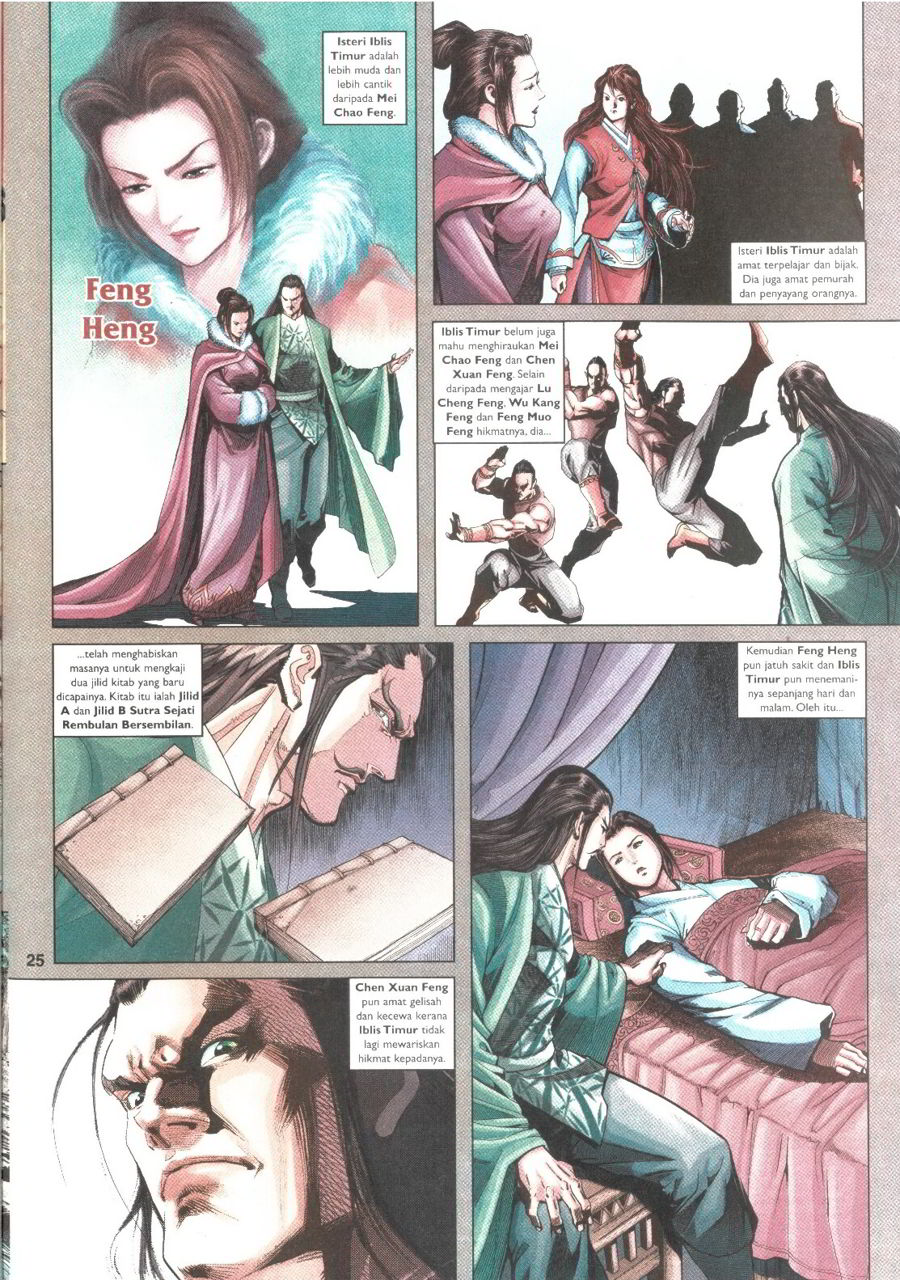 Isteri Iblis
Timur adalah
lebih muda dan
lebih cantik
daripada Mei
Chao Feng.
Feng
Heng
Isteri Iblis Timur adalah
amat terpelajar dan bijak.
Dia juga amat pemurah
dan penyayang orangnya.
Iblis Timur belum juga
mahu menghiraukan Mei
Chao Feng dan Chen
Xuan Feng. Selain
daripada mengajar Lu
Cheng Feng, Wu Kang
Feng dan Feng Muo
Feng hikmatnya, dia...
...telah menghabiskan
masanya untuk mengkaji
dua jilid kitab yang baru
dicapainya. Kitab itu ialah Jilid
A dan Jilid B Sutra Sejati
Rembulan Bersembilan.
Kemudian Feng Heng
pun jatuh sakit dan Iblis
Timur pun menemani-
nya sepanjang hari dan
malam. Oleh itu...
25
Chen Xuan Feng
pun amat gelisah
dan kecewa kerana
Iblis Timur tidak
lagi mewariskan
hikmat kepadanya.